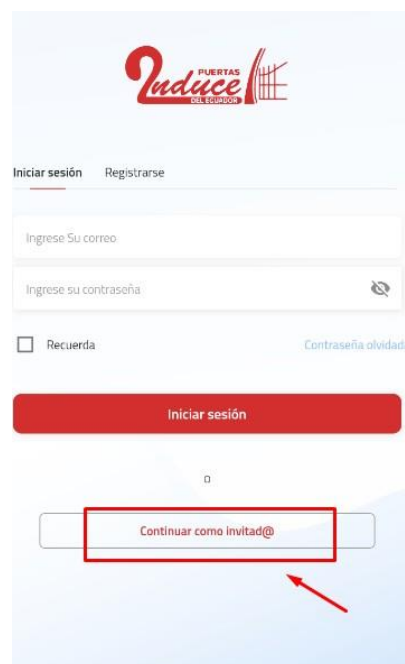 PUERTAS
Induce
DEL ECUADOR
Iniciar sesión Registrarse
Ingrese Su correo
Ingrese su contraseña
Recuerda Contraseña olvidad
Iniciar sesión
o
Continuar como invitad@